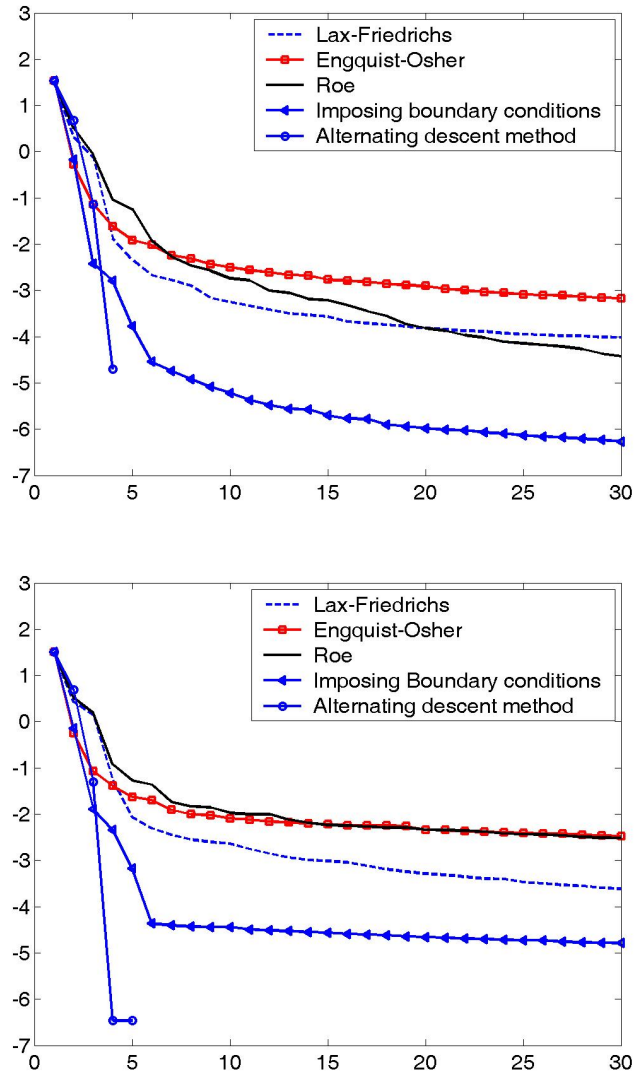 3
2
1
0
-1
-2
-3
-4
-5
-6
-7
0 5 10 15 20 25 30
Lax-Friedrichs
Engquist-Osher
Roe
Imposing boundary conditions
Alternating descent method
3
2
1
0
-1
-2
-3
-4
-5
-6
-7
0 5 10 15 20 25 30
Lax-Friedrichs
Engquist-Osher
Roe
Imposing Boundary conditions
Alternating descent method